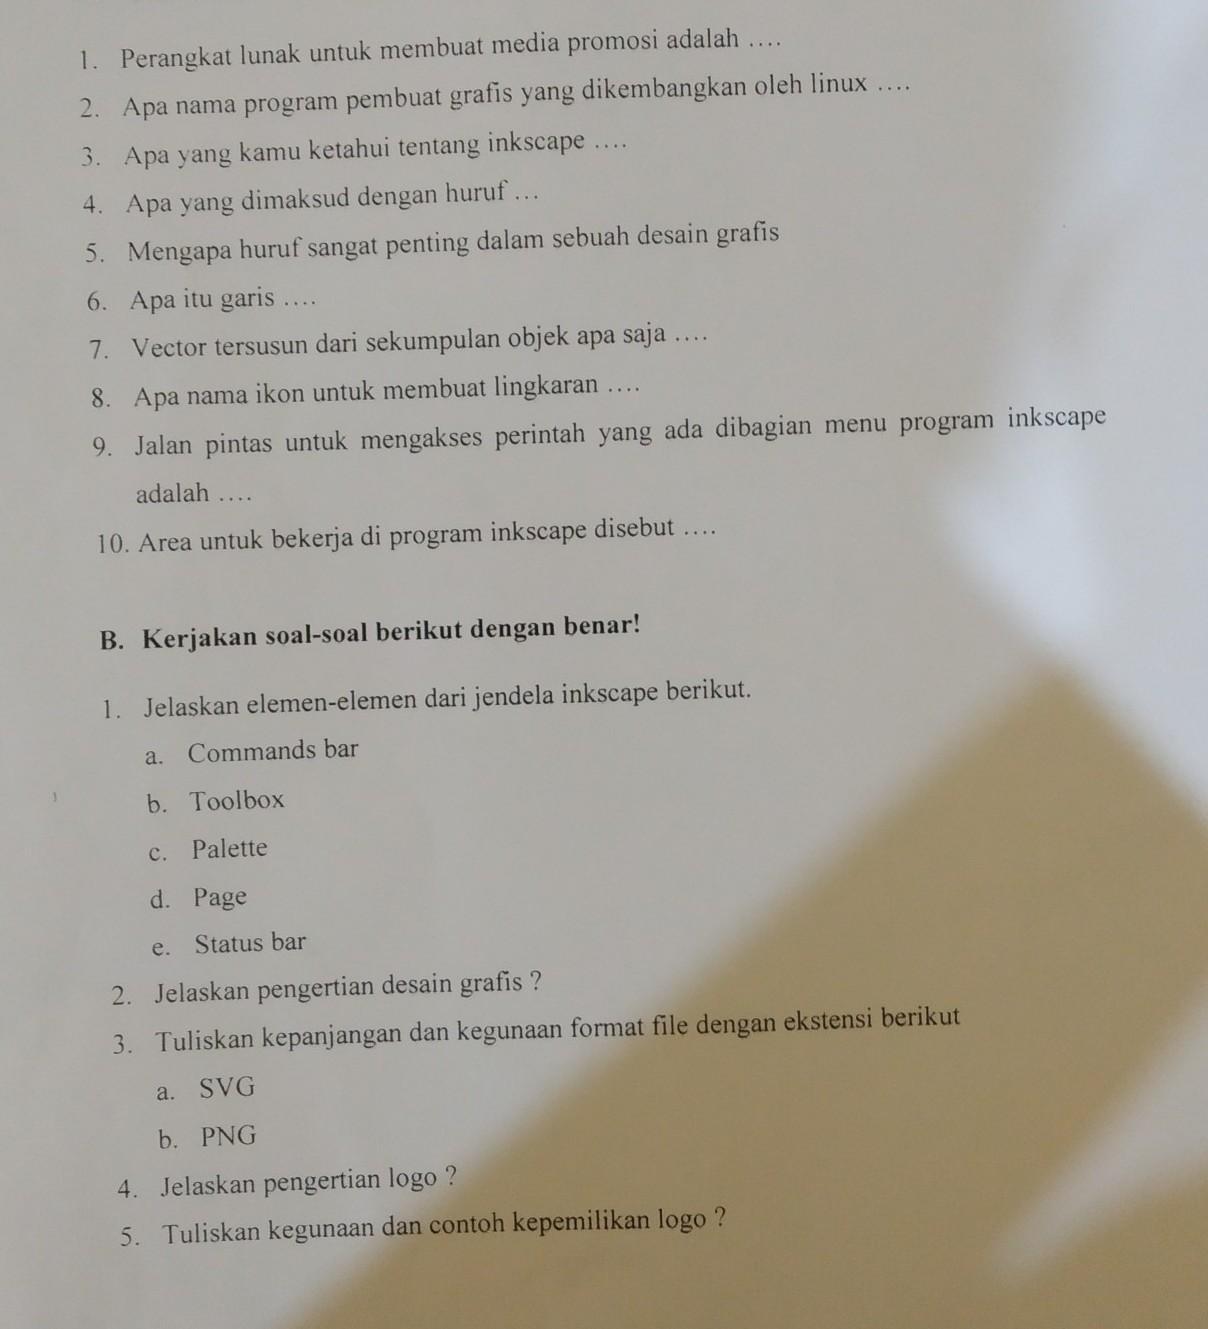 1. Perangkat lunak untuk membuat media promosi adalah ....
2. Apa nama program pembuat grafis yang dikembangkan oleh linux ....
3. Apa yang kamu ketahui tentang inkscape ....
4. Apa yang dimaksud dengan huruf ...
5. Mengapa huruf sangat penting dalam sebuah desain grafis
6. Apa itu garis ....
7. Vector tersusun dari sekumpulan objek apa saja ....
8. Apa nama ikon untuk membuat lingkaran ....
9. Jalan pintas untuk mengakses perintah yang ada dibagian menu program inkscape
adalah ....
10. Area untuk bekerja di program inkscape disebut ....
B. Kerjakan soal-soal berikut dengan benar!
1. Jelaskan elemen-elemen dari jendela inkscape berikut.
a. Commands bar
b. Toolbox
c. Palette
d. Page
e. Status bar
2. Jelaskan pengertian desain grafis ?
3. Tuliskan kepanjangan dan kegunaan format file dengan ekstensi berikut
a. SVG
b. PNG
4. Jelaskan pengertian logo ?
5. Tuliskan kegunaan dan contoh kepemilikan logo ?